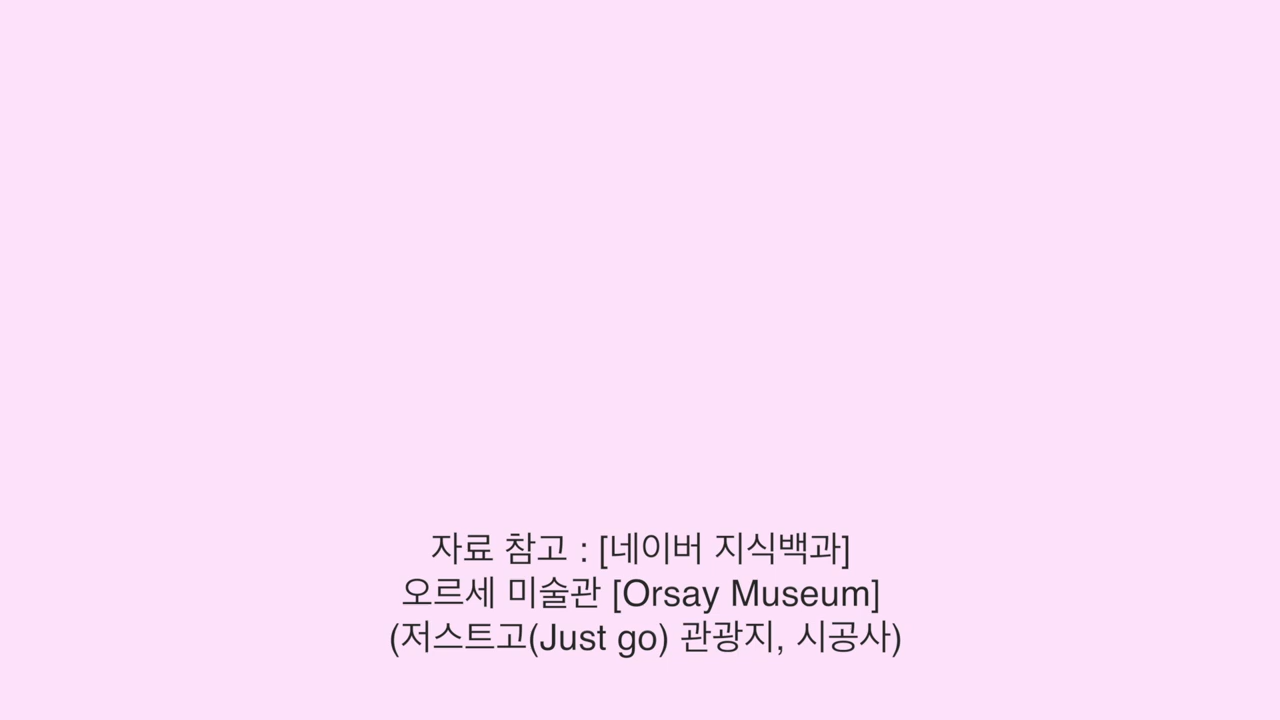 자료 참고 : [네이버 지식백과]
오르세 미술관 [Orsay Museum]
(저스트고(Just go) 관광지, 시공사)